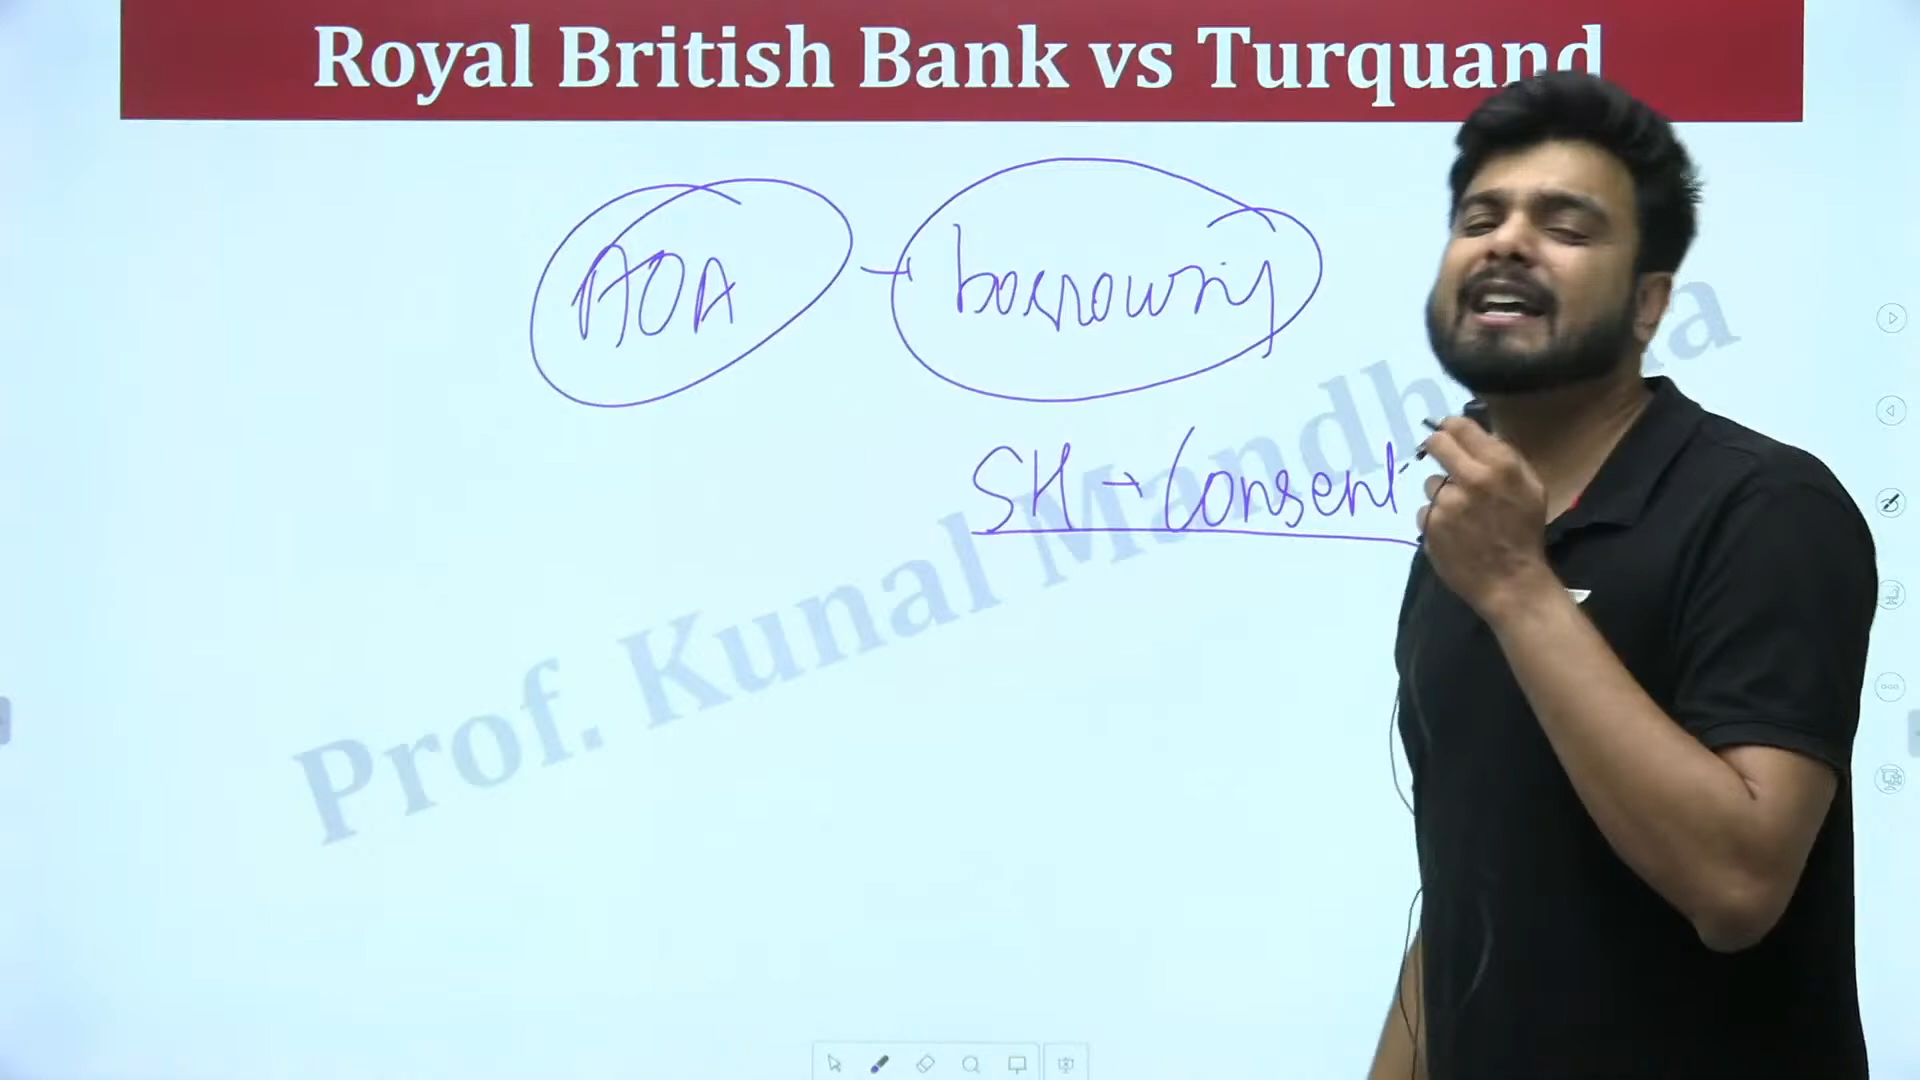 Royal British Bank vs Turquand
AOA → borrowing
SH → Consent
Prof. Kunal Mandh